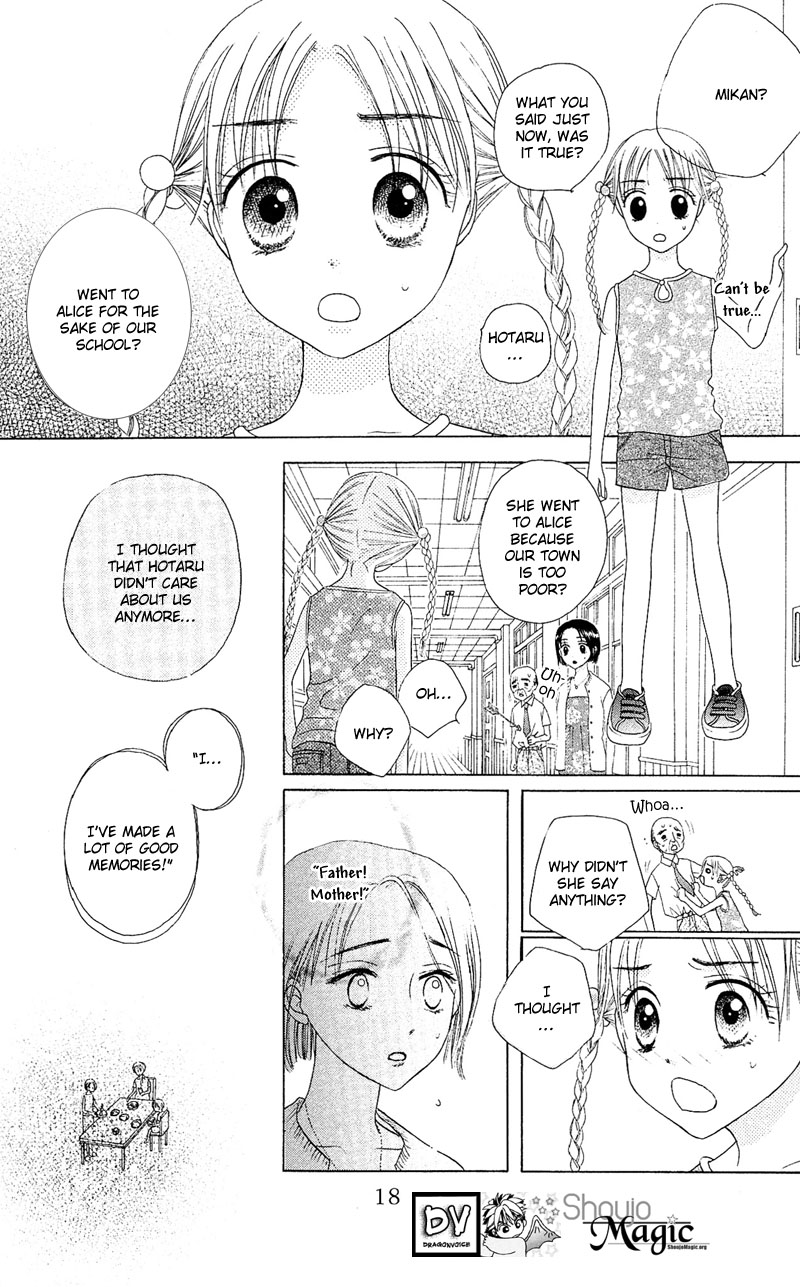 MIKAN?
WHAT YOU
SAID JUST
NOW, WAS
IT TRUE?
Can't be
true...
HOTARU
...
WENT TO
ALICE FOR THE
SAKE OF OUR
SCHOOL?
SHE WENT
TO ALICE
BECAUSE
OUR TOWN
IS TOO
POOR?
Uh-
oh
OH...
WHY?
I THOUGHT
THAT HOTARU
DIDN'T CARE
ABOUT US
ANYMORE...
Whoa...
WHY DIDN'T
SHE SAY
ANYTHING?
I
THOUGHT
...
"Father!
Mother!"
"I...
I'VE MADE A
LOT OF GOOD
MEMORIES!"
18
DV
DRAGONVOICE
Shoujo
Magic
ShoujoMagic.org